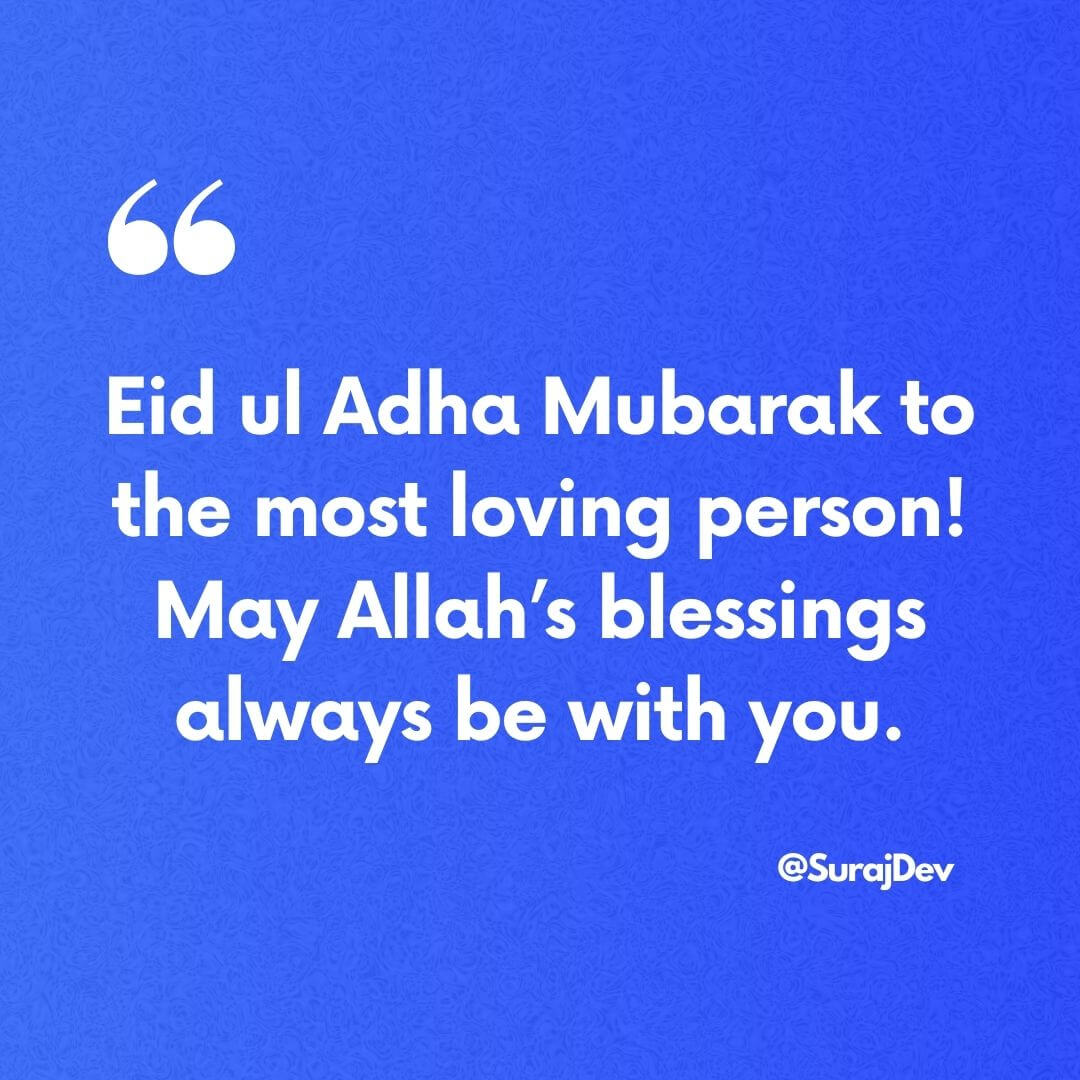 “
Eid ul Adha Mubarak to
the most loving person!
May Allah’s blessings
always be with you.
@SurajDev